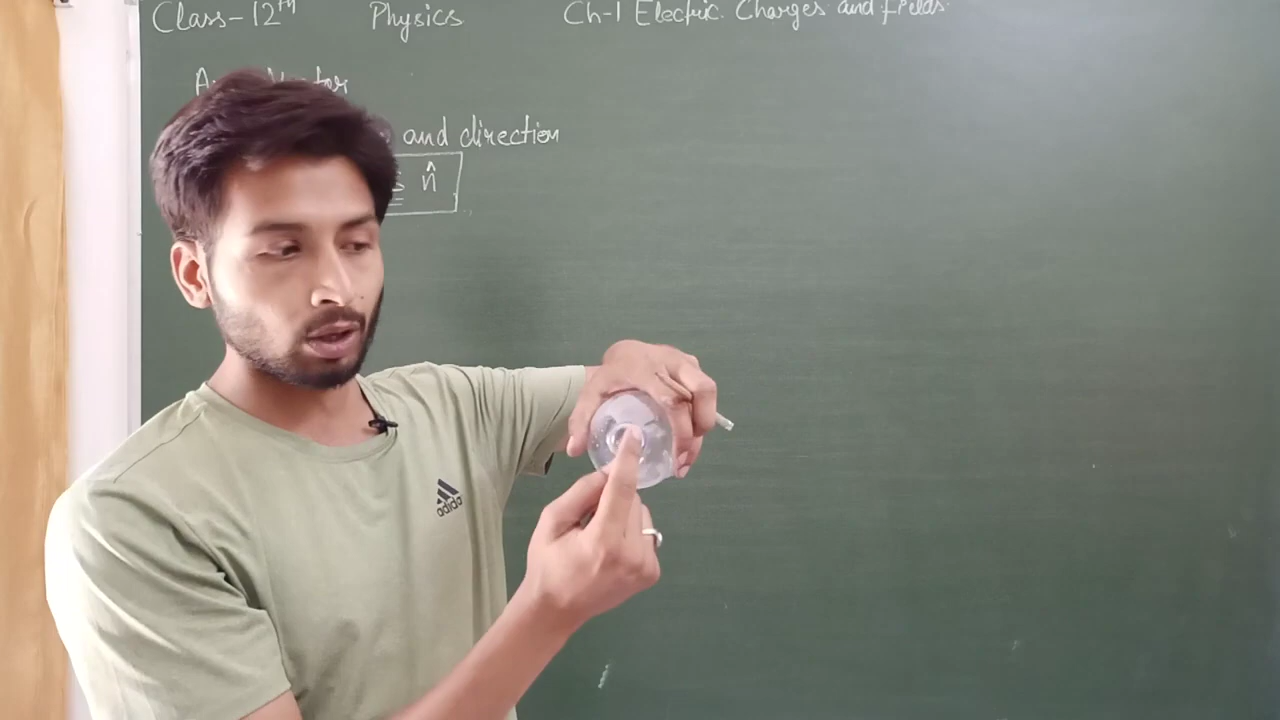 Class-12th Physics Ch-1 Electric Charges and fields
and direction
n̂
adidas